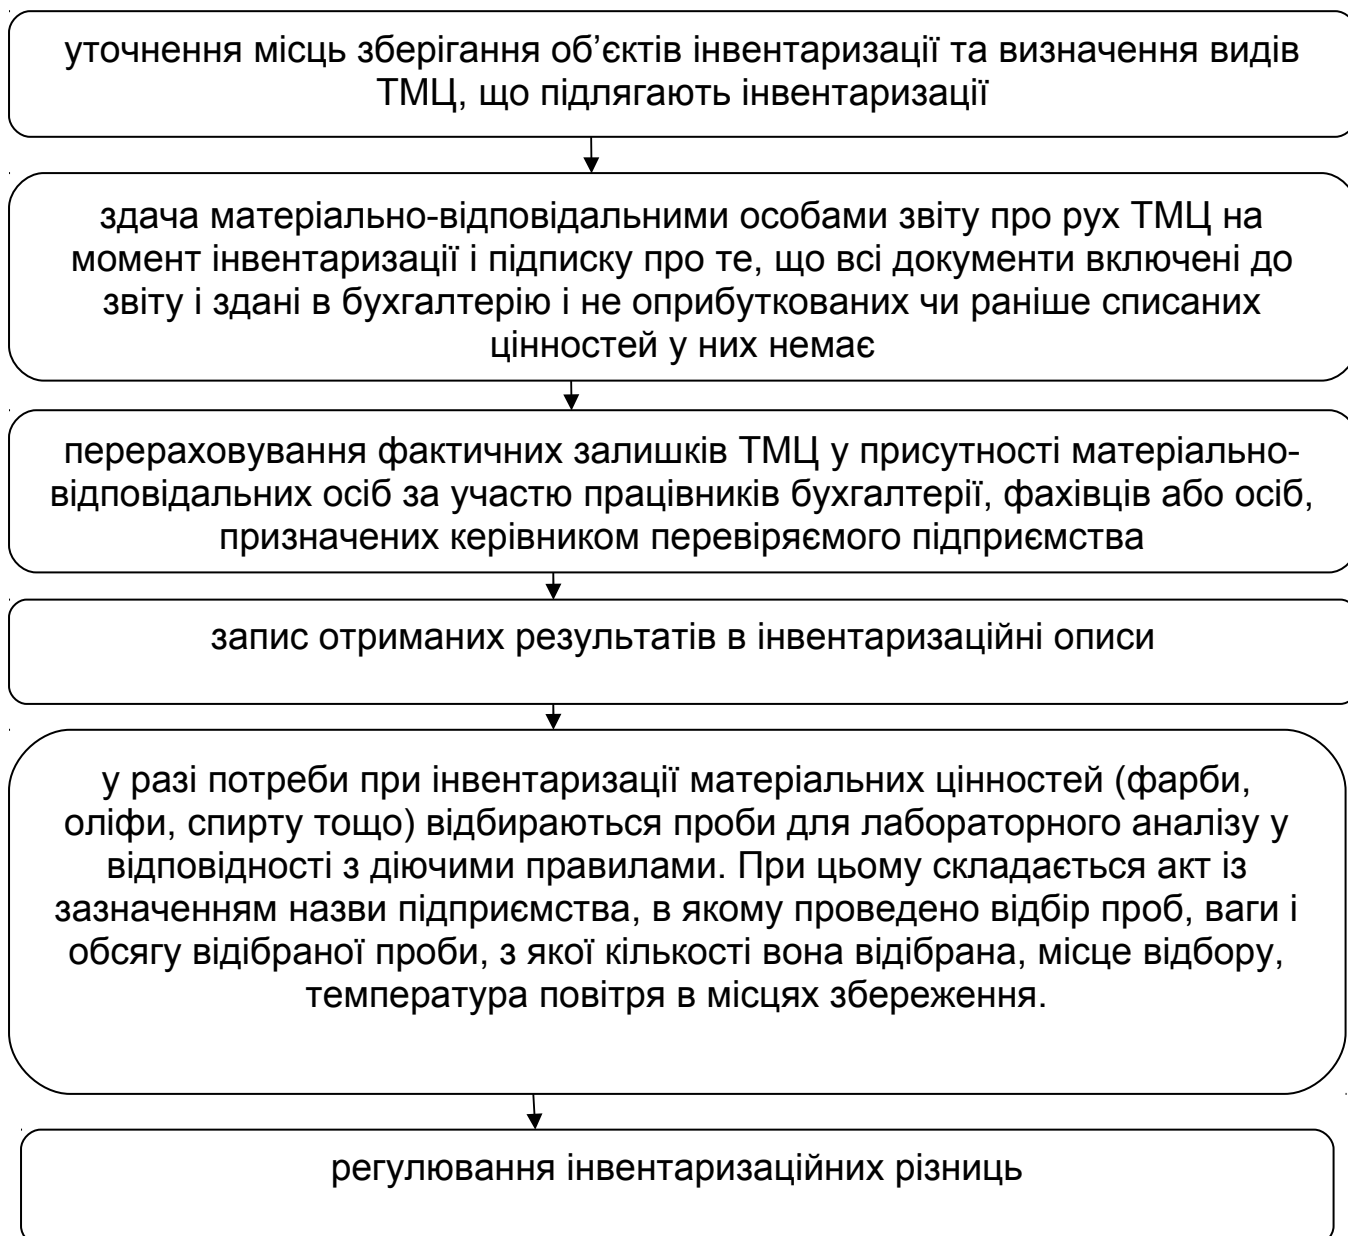 уточнення місць зберігання об’єктів інвентаризації та визначення видів
ТМЦ, що підлягають інвентаризації
здача матеріально-відповідальними особами звіту про рух ТМЦ на
момент інвентаризації і підписку про те, що всі документи включені до
звіту і здані в бухгалтерію і не оприбуткованих чи раніше списаних
цінностей у них немає
перераховування фактичних залишків ТМЦ у присутності матеріально-
відповідальних осіб за участю працівників бухгалтерії, фахівців або осіб,
призначених керівником перевіряємого підприємства
запис отриманих результатів в інвентаризаційні описи
у разі потреби при інвентаризації матеріальних цінностей (фарби,
оліфи, спирту тощо) відбираються проби для лабораторного аналізу у
відповідності з діючими правилами. При цьому складається акт із
зазначенням назви підприємства, в якому проведено відбір проб, ваги і
обсягу відібраної проби, з якої кількості вона відібрана, місце відбору,
температура повітря в місцях збереження.
регулювання інвентаризаційних різниць